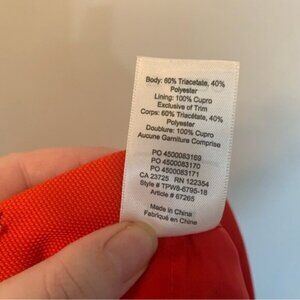 Body: 60% Triacetate, 40%
Polyester
Lining: 100% Cupro
Exclusive of Trim
Corps: 60% Triacétate, 40%
Polyester
Doublure: 100% Cupro
Aucune Garniture Comprise
PO 4500083169
PO 4500083170
PO 4500083171
CA 23725 RN 122354
Style # TPW8-6795-18
Article # 67265
Made in China
Fabriqué en Chine